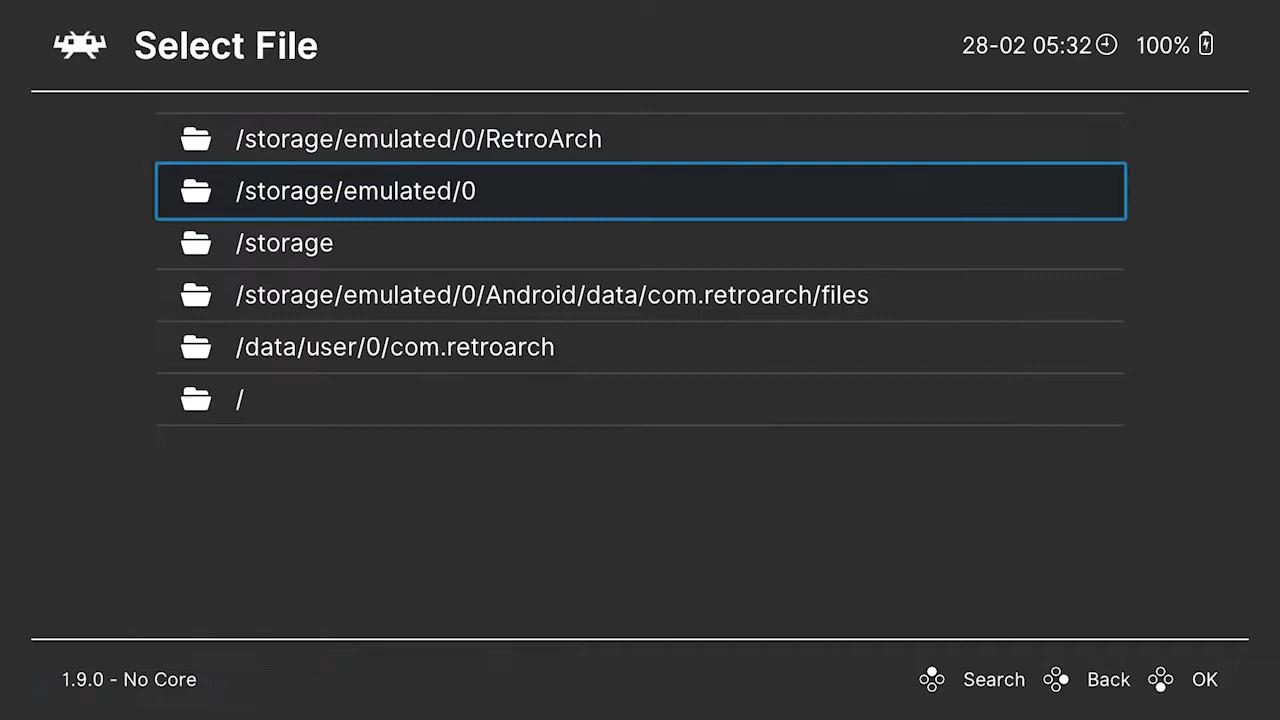 Select File
28-02 05:32 100%
/storage/emulated/0/RetroArch
/storage/emulated/0
/storage
/storage/emulated/0/Android/data/com.retroarch/files
/data/user/0/com.retroarch
/
1.9.0 - No Core
Search Back OK